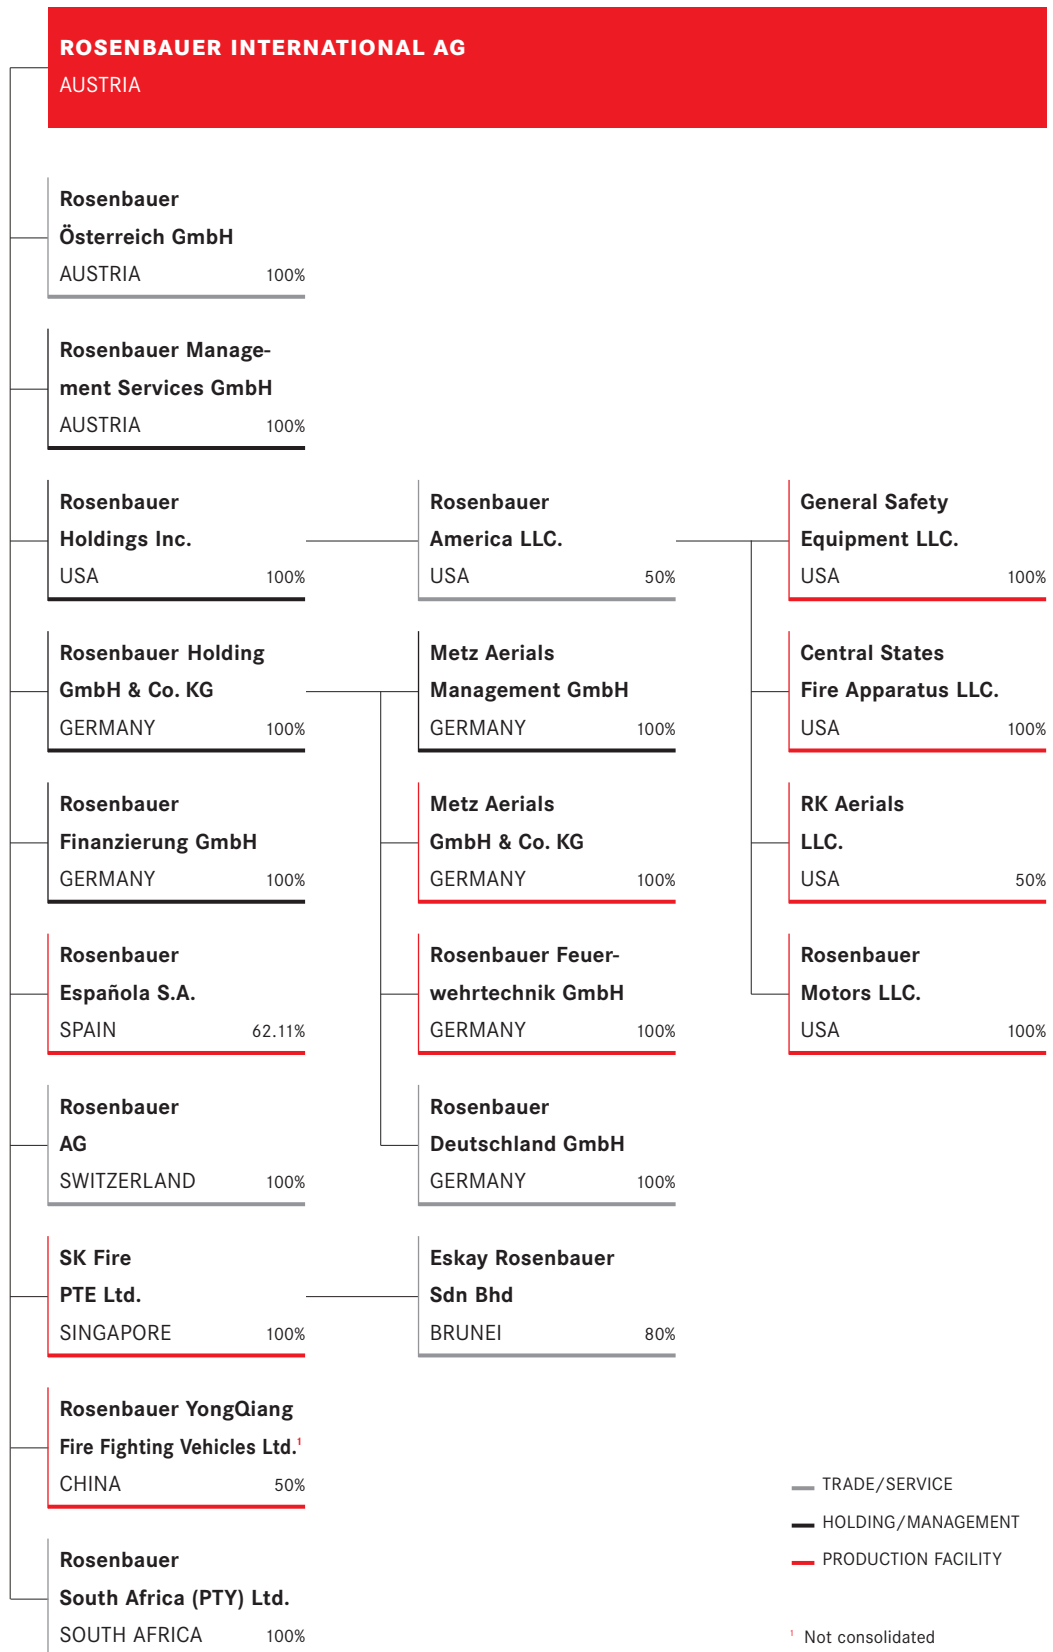 ROSENBAUER INTERNATIONAL AG
AUSTRIA
Rosenbauer
Österreich GmbH
AUSTRIA 100%
Rosenbauer Manage-
ment Services GmbH
AUSTRIA 100%
Rosenbauer
Holdings Inc.
USA 100%
Rosenbauer
America LLC.
USA 50%
General Safety
Equipment LLC.
USA 100%
Rosenbauer Holding
GmbH & Co. KG
GERMANY 100%
Metz Aerials
Management GmbH
GERMANY 100%
Central States
Fire Apparatus LLC.
USA 100%
Rosenbauer
Finanzierung GmbH
GERMANY 100%
Metz Aerials
GmbH & Co. KG
GERMANY 100%
RK Aerials
LLC.
USA 50%
Rosenbauer
Española S.A.
SPAIN 62.11%
Rosenbauer Feuer-
wehrtechnik GmbH
GERMANY 100%
Rosenbauer
Motors LLC.
USA 100%
Rosenbauer
AG
SWITZERLAND 100%
Rosenbauer
Deutschland GmbH
GERMANY 100%
SK Fire
PTE Ltd.
SINGAPORE 100%
Eskay Rosenbauer
Sdn Bhd
BRUNEI 80%
Rosenbauer YongQiang
Fire Fighting Vehicles Ltd.¹
CHINA 50%
Rosenbauer
South Africa (PTY) Ltd.
SOUTH AFRICA 100%
TRADE/SERVICE
HOLDING/MANAGEMENT
PRODUCTION FACILITY
¹ Not consolidated